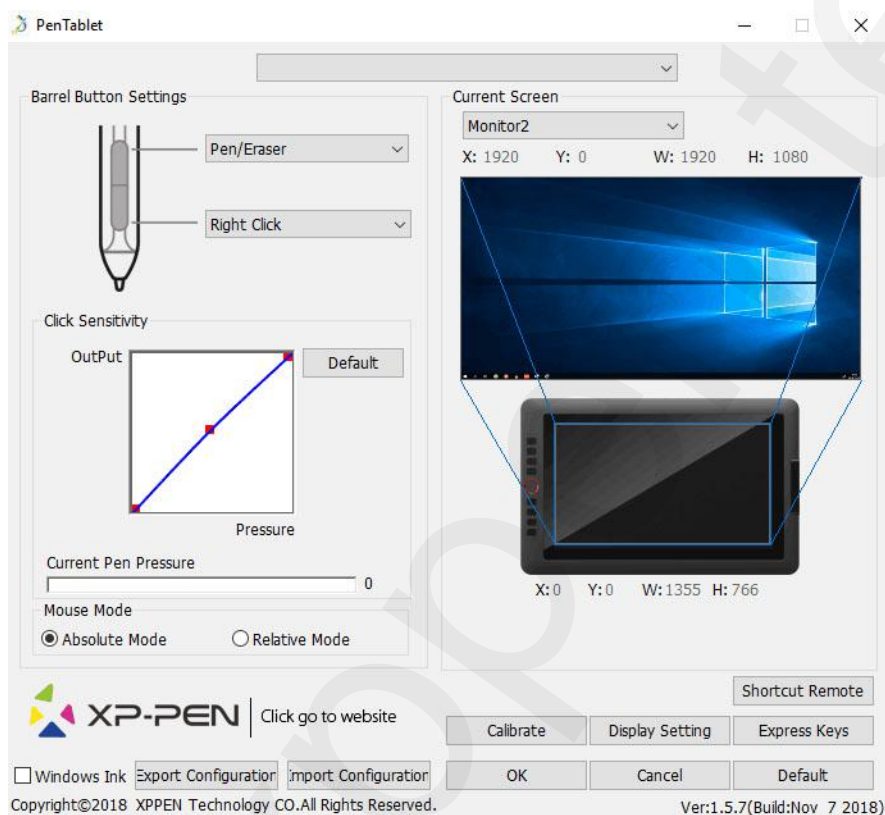 PenTablet
Barrel Button Settings
Pen/Eraser
Right Click
Click Sensitivity
OutPut
Default
Pressure
Current Pen Pressure
0
Mouse Mode
Absolute Mode Relative Mode
Current Screen
Monitor2
X: 1920 Y: 0 W: 1920 H: 1080
X: 0 Y: 0 W: 1355 H: 766
XP-PEN Click go to website
Shortcut Remote
Calibrate Display Setting Express Keys
Windows Ink Export Configuration Import Configuration OK Cancel Default
Copyright©2018 XPPEN Technology CO.All Rights Reserved. Ver:1.5.7(Build:Nov 7 2018)